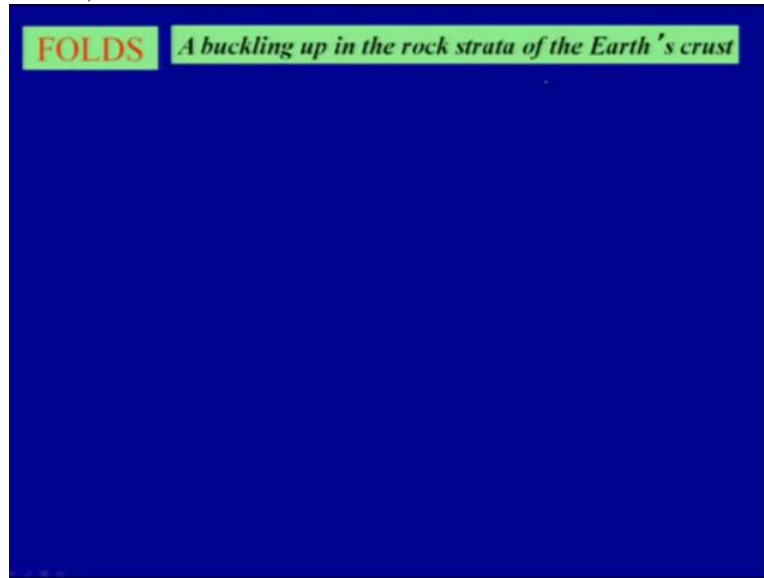 FOLDS
A buckling up in the rock strata of the Earth's crust